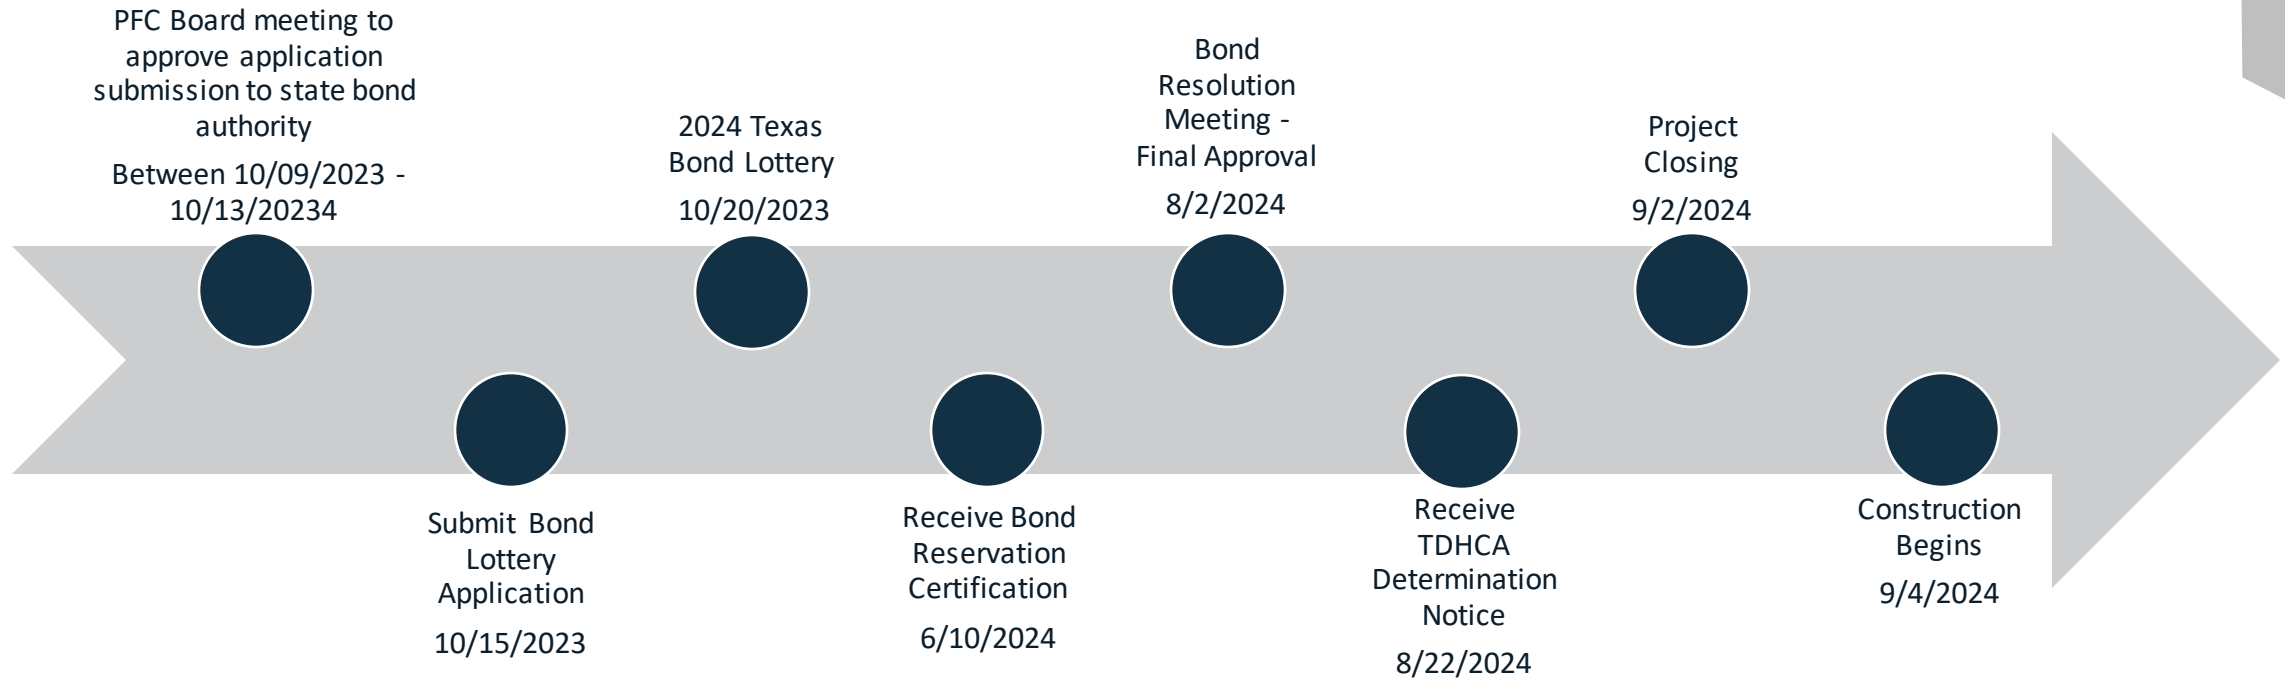 PFC Board meeting to
approve application
submission to state bond
authority
Between 10/09/2023 -
10/13/20234
Submit Bond
Lottery
Application
10/15/2023
2024 Texas
Bond Lottery
10/20/2023
Receive Bond
Reservation
Certification
6/10/2024
Bond
Resolution
Meeting -
Final Approval
8/2/2024
Receive
TDHCA
Determination
Notice
8/22/2024
Project
Closing
9/2/2024
Construction
Begins
9/4/2024